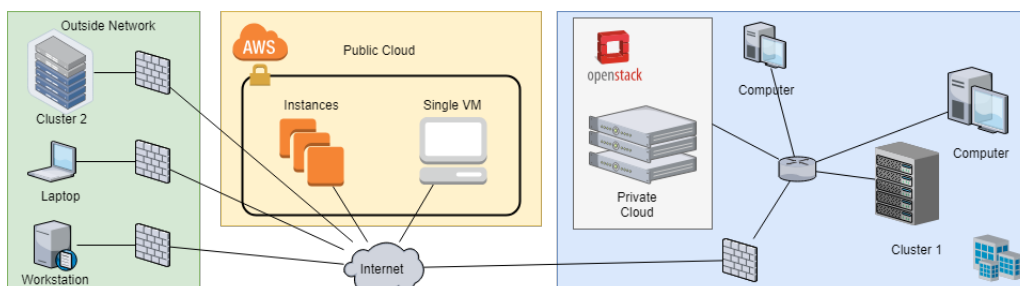 Outside Network
Cluster 2
Laptop
Workstation
AWS
Public Cloud
Instances
Single VM
Internet
openstack
Private
Cloud
Computer
Computer
Cluster 1